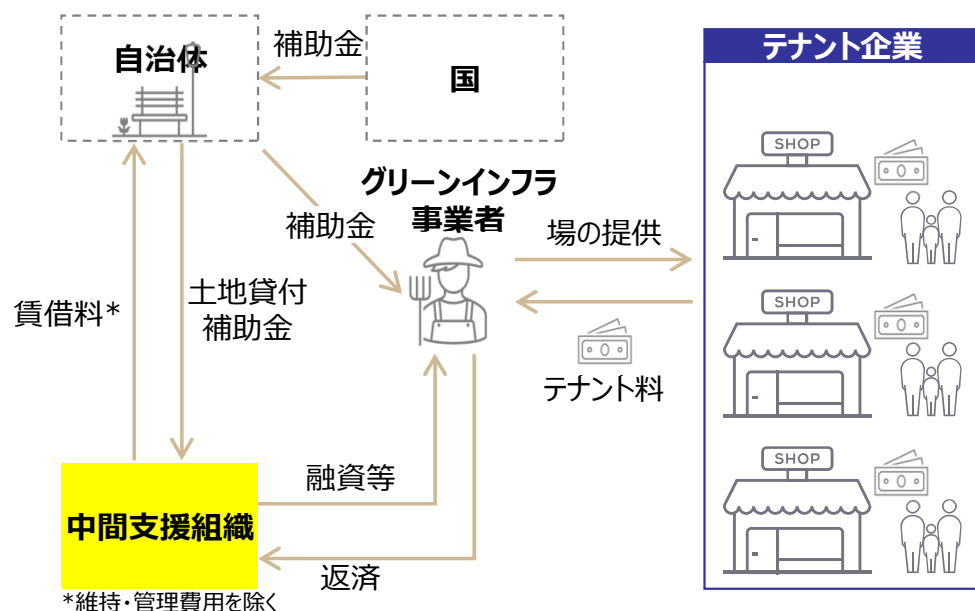 自治体
補助金
国
テナント企業
SHOP
グリーンインフラ
事業者
補助金
場の提供
賃借料*
土地貸付
補助金
SHOP
テナント料
SHOP
融資等
中間支援組織
返済
*維持・管理費用を除く